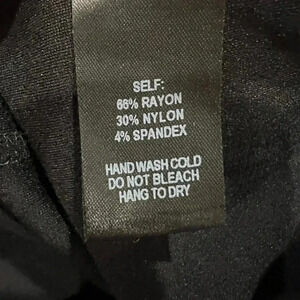 SELF:
66% RAYON
30% NYLON
4% SPANDEX
HAND WASH COLD
DO NOT BLEACH
HANG TO DRY